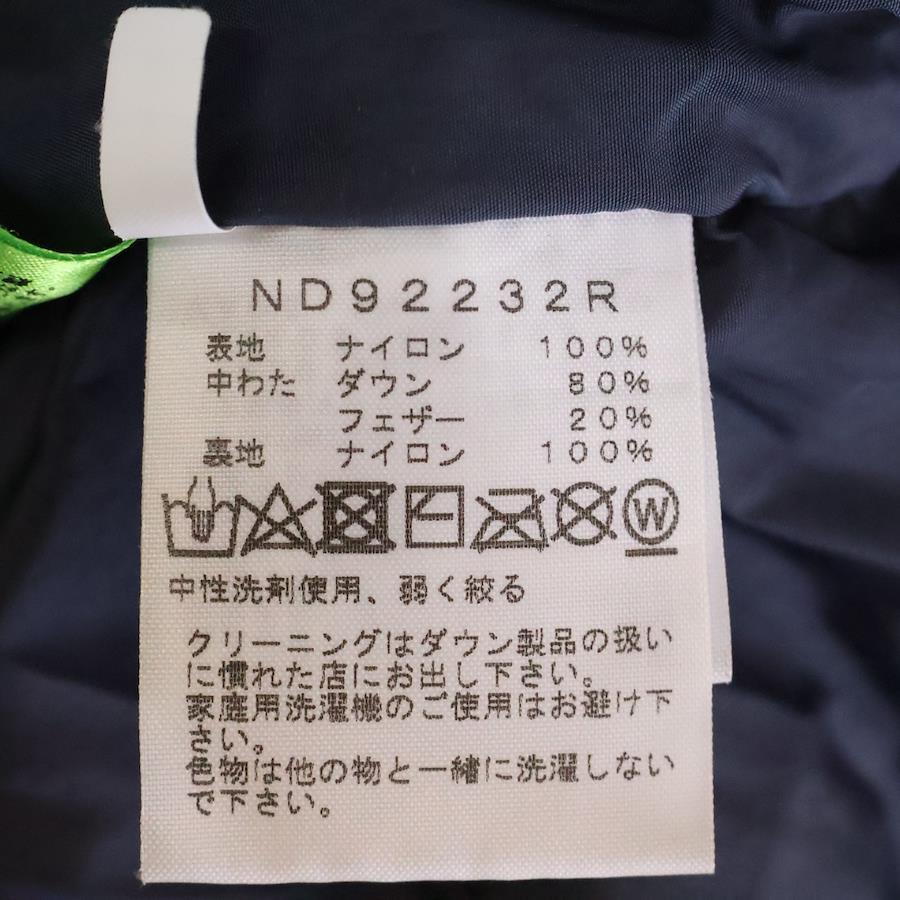 ND92232R
表地 ナイロン 100%
中わた ダウン 80%
フェザー 20%
裏地 ナイロン 100%
W
中性洗剤使用、弱く絞る
クリーニングはダウン製品の扱い
に慣れた店にお出し下さい。
家庭用洗濯機のご使用はお避け下
さい。
色物は他の物と一緒に洗濯しない
で下さい。